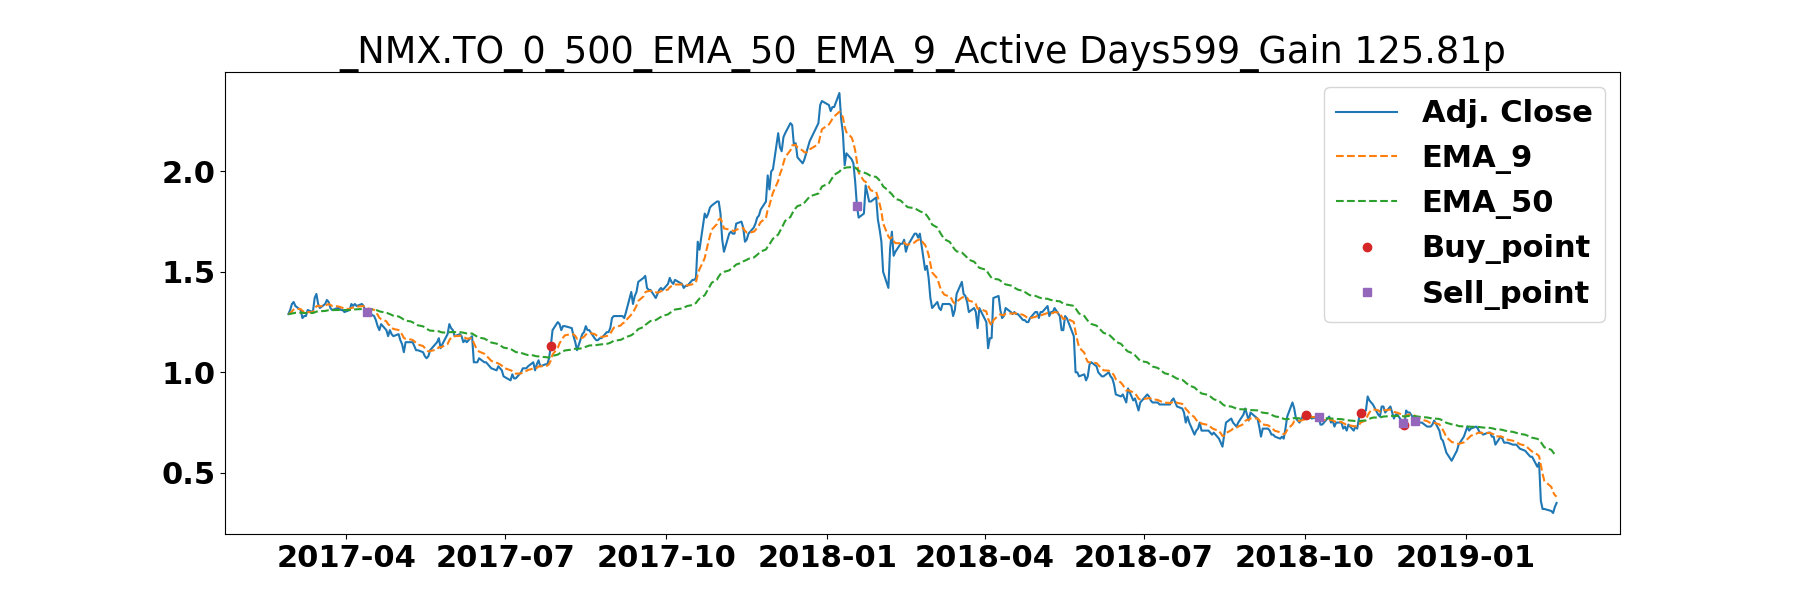 _NMX.TO_0_500_EMA_50_EMA_9_Active Days599_Gain 125.81p
Adj. Close
EMA_9
EMA_50
Buy_point
Sell_point
2.0
1.5
1.0
0.5
2017-04 2017-07 2017-10 2018-01 2018-04 2018-07 2018-10 2019-01